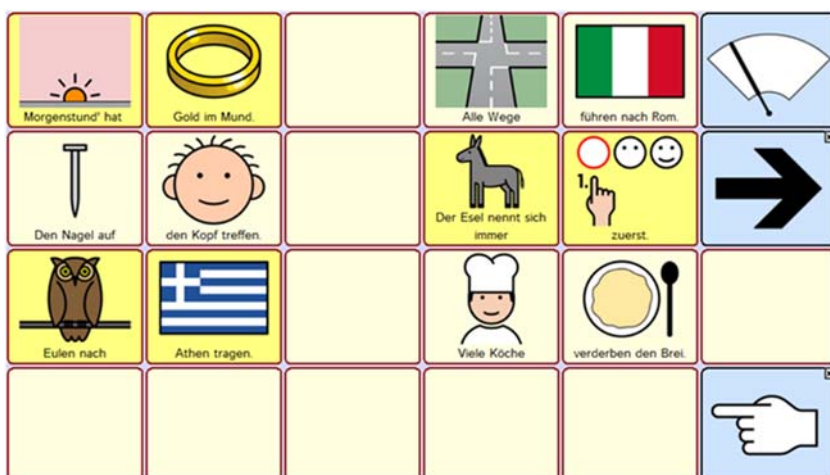 Morgenstund' hat
Gold im Mund.
Alle Wege
führen nach Rom.
Den Nagel auf
den Kopf treffen.
Der Esel nennt sich
immer
1.
zuerst.
Eulen nach
Athen tragen.
Viele Köche
verderben den Brei.